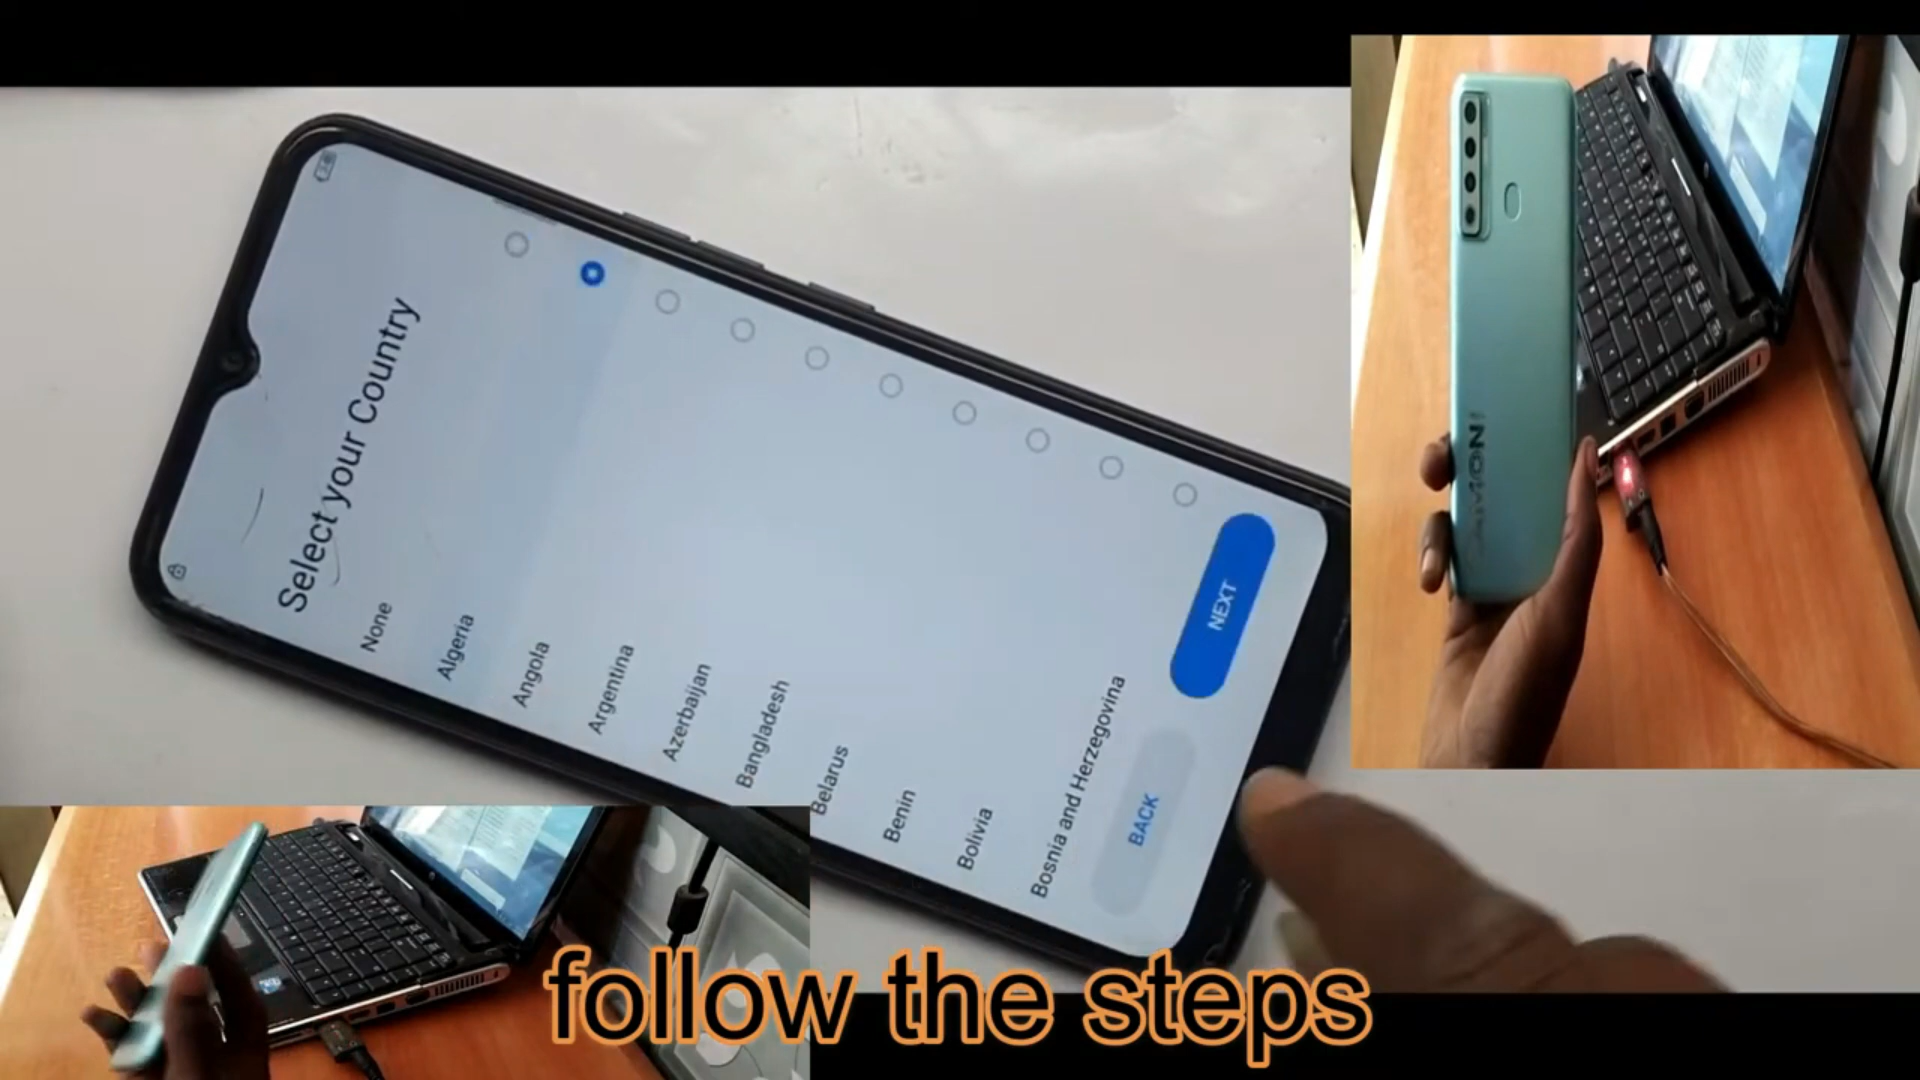 Select your Country
None
Algeria
Angola
Argentina
Azerbaijan
Bangladesh
Belarus
Benin
Bolivia
Bosnia and Herzegovina
NEXT
BACK
CAMON
follow the steps